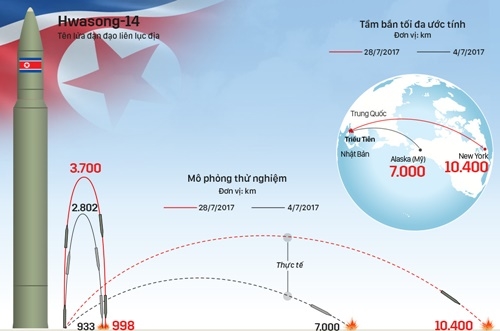 Hwasong-14
Tên lửa đạn đạo liên lục địa
Tầm bắn tối đa ước tính
Đơn vị: km
28/7/2017
4/7/2017
Trung Quốc
Triều Tiên
Nhật Bản
Alaska (Mỹ)
7.000
New York
10.400
Mô phỏng thử nghiệm
Đơn vị: km
28/7/2017
4/7/2017
3.700
2.802
Thực tế
933
998
7.000
10.400